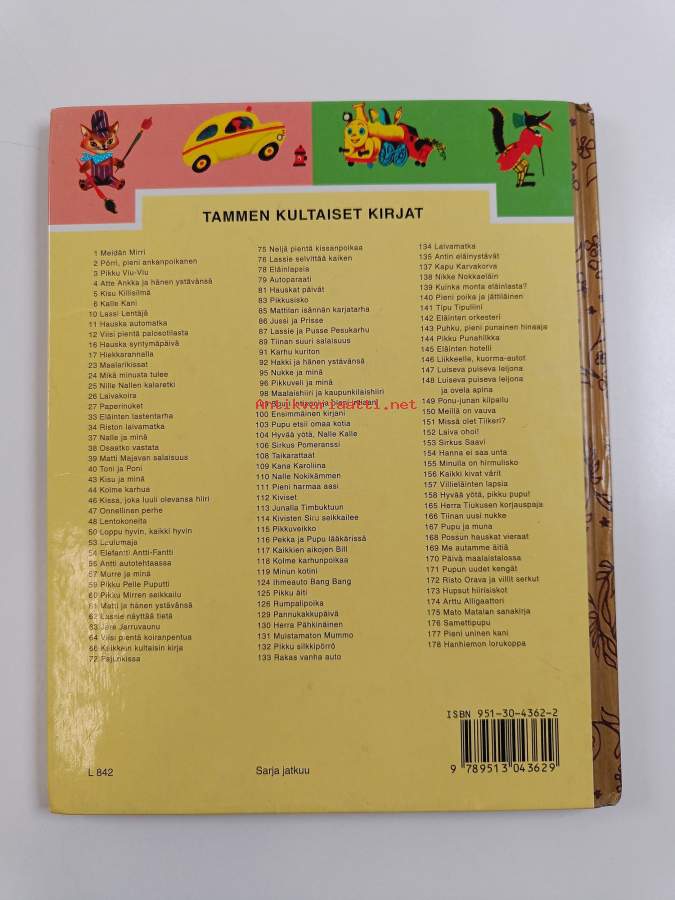 TAMMEN KULTAISET KIRJAT
1 Meidän Mirri
2 Pörri, pieni ankanpoikanen
3 Pikku Viu-Viu
4 Atte Ankka ja hänen ystävänsä
5 Kisu Killisilmä
6 Kalle Kani
10 Lassi Lentäjä
11 Hauska automatka
12 Viisi pientä palosotilasta
16 Hauska syntymäpäivä
17 Hiekkarannalla
23 Maalarikissat
24 Mikä minusta tulee
25 Nille Nallen kalaretki
26 Laivakoira
27 Paperinuket
33 Eläinten lastentarha
34 Riston laivamatka
37 Nalle ja minä
38 Osaatko vastata
39 Matti Majavan salaisuus
40 Toni ja Poni
43 Kisu ja minä
44 Kolme karhua
46 Kissa, joka luuli olevansa hiiri
47 Onnellinen perhe
48 Lentokoneita
50 Loppu hyvin, kaikki hyvin
53 Joulumaja
54 Elefantti Antti-Fantti
55 Antti autotehtaassa
57 Murre ja minä
59 Pikku Pelle Puputti
60 Pikku Mirren seikkailu
61 Matti ja hänen ystävänsä
62 Lassie näyttää tietä
63 Jere Jarruvaunu
64 Viisi pientä koiranpentua
66 Kaikkein kultaisin kirja
72 Pajunkissa
75 Neljä pientä kissanpoikaa
76 Lassie selvittää kaiken
78 Eläinlapsia
79 Autoparaati
81 Hauskat päivät
83 Pikkusisko
85 Mattilan isännän karjatarha
86 Jussi ja Prisse
87 Lassie ja Pusse Pesukarhu
89 Tiinan suuri salaisuus
91 Karhu kuriton
92 Hakki ja hänen ystävänsä
95 Nukke ja minä
96 Pikkuveli ja minä
98 Maalaishiiri ja kaupunkilaishiiri
Antikvariaatti.net
100 Ensimmäinen kirjani
103 Pupu etsii omaa kotia
104 Hyvää yötä, Nalle Kalle
106 Sirkus Pomeranssi
108 Taikarattaat
109 Kana Karoliina
110 Nalle Nokikämmen
111 Pieni harmaa aasi
112 Kiviset
113 Junalla Timbuktuun
114 Kivisten Siru seikkailee
115 Pikkuveikko
116 Pekka ja Pupu lääkärissä
117 Kaikkien aikojen Bill
118 Kolme karhunpoikaa
119 Minun kotini
124 Ihmeauto Bang Bang
125 Pikku äiti
126 Rumpalipoika
129 Pannukakkupäivä
130 Herra Pähkinäinen
131 Muistamaton Mummo
132 Pikku silkkipörrö
133 Rakas vanha auto
134 Laivamatka
135 Antin eläinystävät
137 Kapu Karvakorva
138 Nikke Nokkaeläin
139 Kuinka monta eläinlasta?
140 Pieni poika ja jättiläinen
141 Tipu Tipuliini
142 Eläinten orkesteri
143 Puhku, pieni punainen hinaaja
144 Pikku Punahilkka
145 Eläinten hotelli
146 Liikkeelle, kuorma-autot
147 Luiseva puiseva leijona
148 Luiseva puiseva leijona
ja ovela apina
149 Ponu-junan kilpailu
150 Meillä on vauva
151 Missä olet Tiikeri?
152 Laiva ohoi!
153 Sirkus Saavi
154 Hanna ei saa unta
155 Minulla on hirmulisko
156 Kaikki kivat värit
157 Villieläinten lapsia
158 Hyvää yötä, pikku pupu!
165 Herra Tiukusen korjauspaja
166 Tiinan uusi nukke
167 Pupu ja muna
168 Possun hauskat vieraat
169 Me autamme äitiä
170 Päivä maalaistalossa
171 Pupun uudet kengät
172 Risto Orava ja villit serkut
173 Hupsut hiirisiskot
174 Arttu Alligaattori
175 Mato Matalan sanakirja
176 Samettipupu
177 Pieni uninen kani
178 Hanhiemon lorukoppa
ISBN 951-30-4362-2
9 789513 043629
L 842
Sarja jatkuu